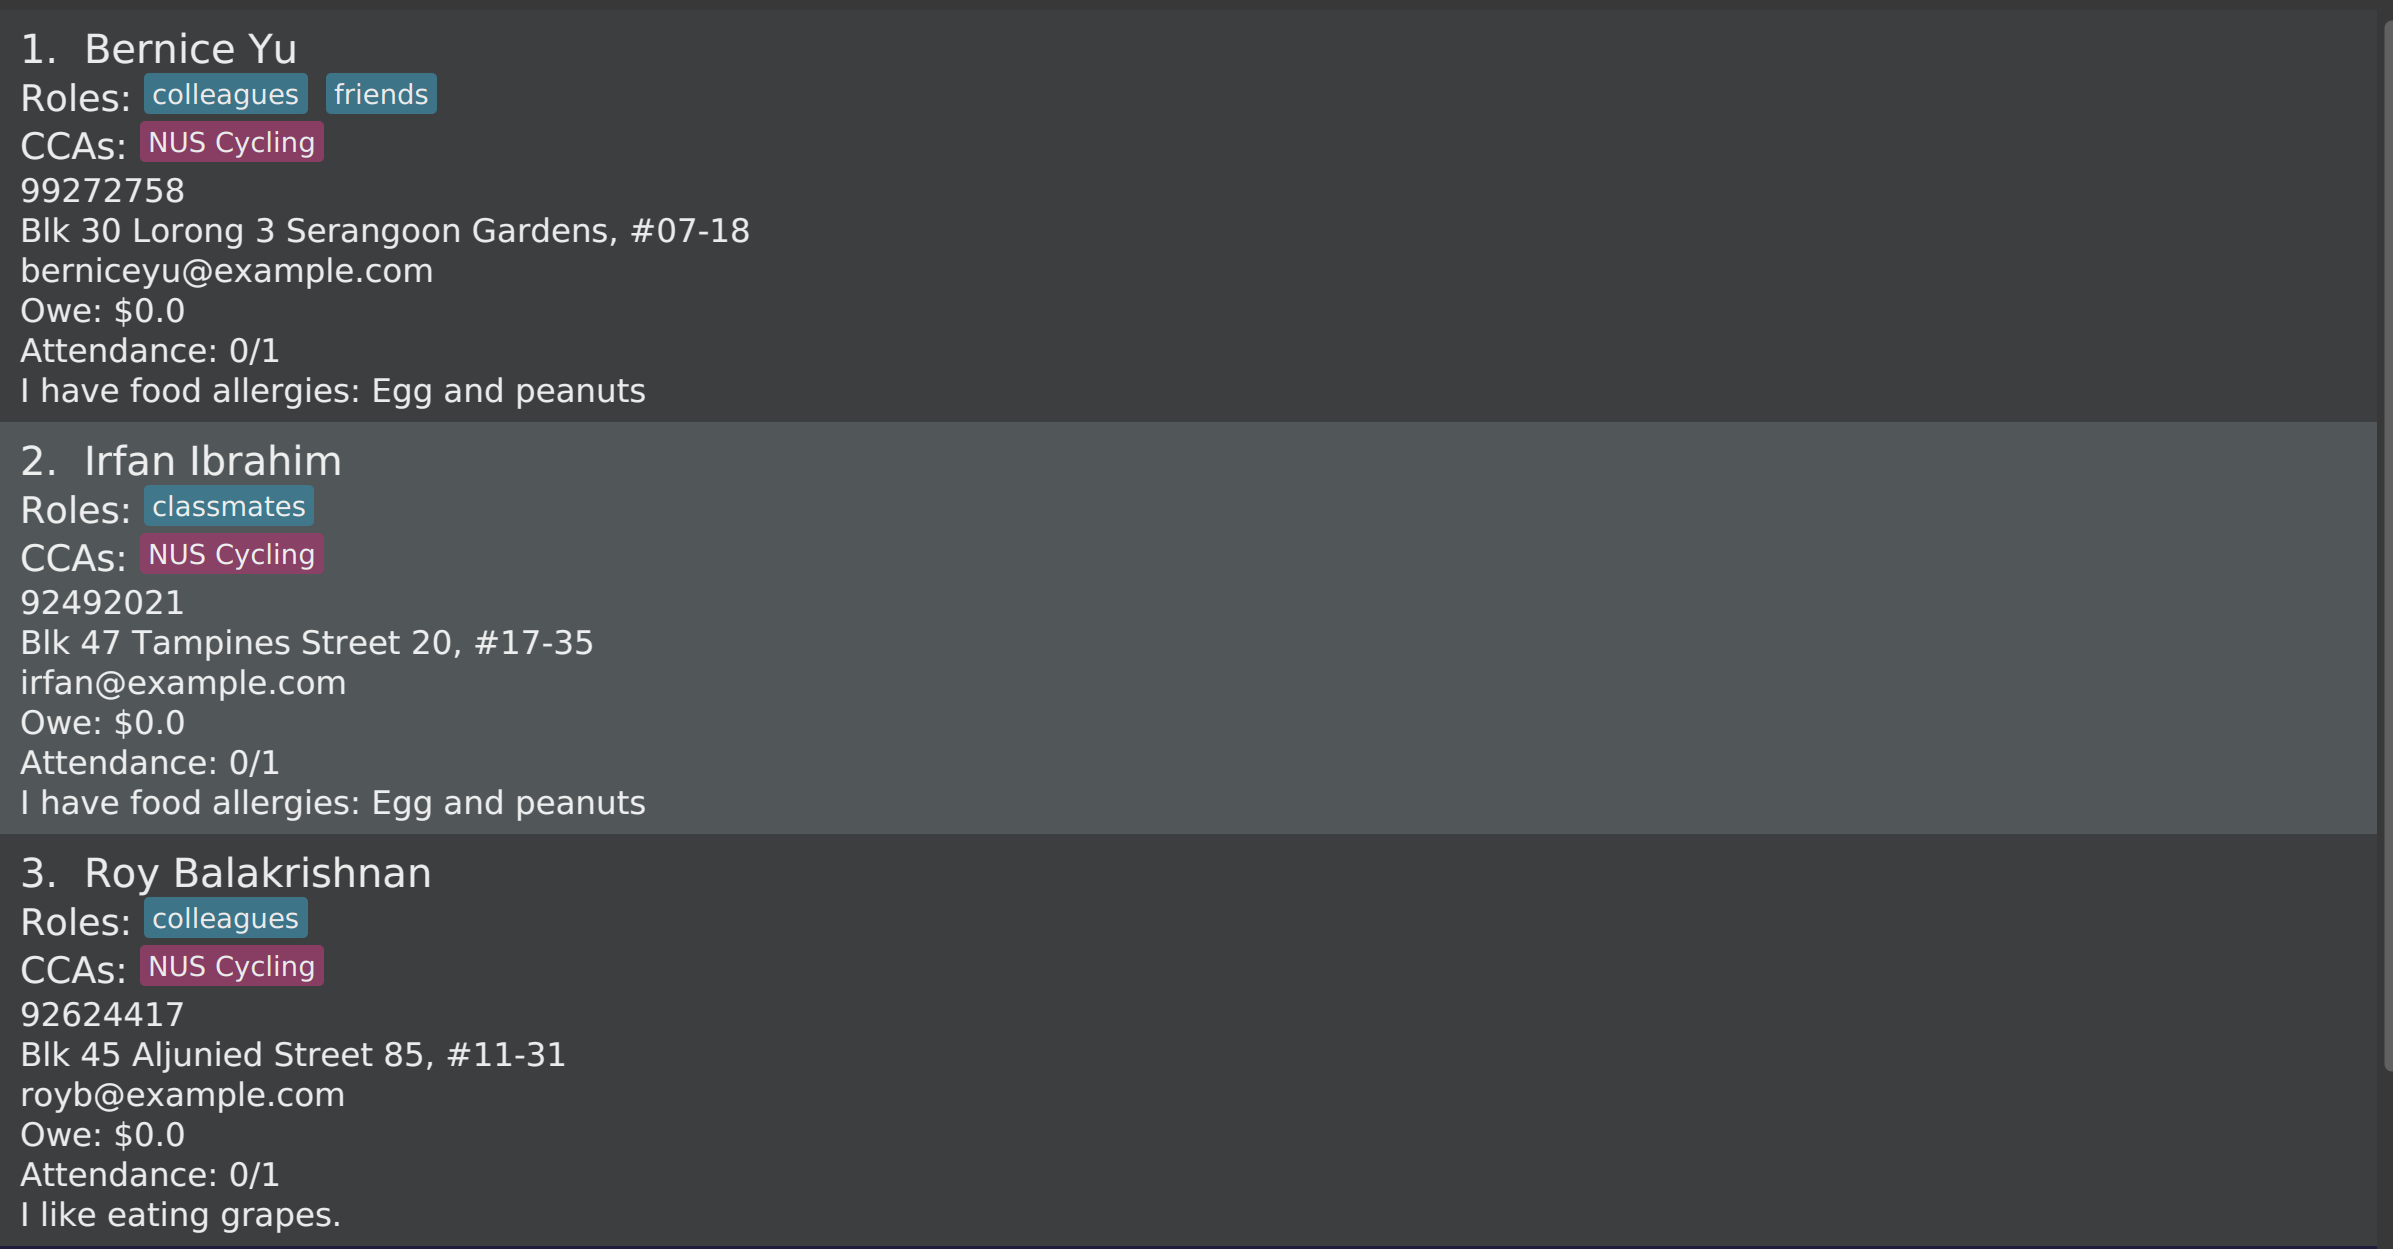 1. Bernice Yu
Roles: colleagues friends
CCAs: NUS Cycling
99272758
Blk 30 Lorong 3 Serangoon Gardens, #07-18
berniceyu@example.com
Owe: $0.0
Attendance: 0/1
I have food allergies: Egg and peanuts
2. Irfan Ibrahim
Roles: classmates
CCAs: NUS Cycling
92492021
Blk 47 Tampines Street 20, #17-35
irfan@example.com
Owe: $0.0
Attendance: 0/1
I have food allergies: Egg and peanuts
3. Roy Balakrishnan
Roles: colleagues
CCAs: NUS Cycling
92624417
Blk 45 Aljunied Street 85, #11-31
royb@example.com
Owe: $0.0
Attendance: 0/1
I like eating grapes.